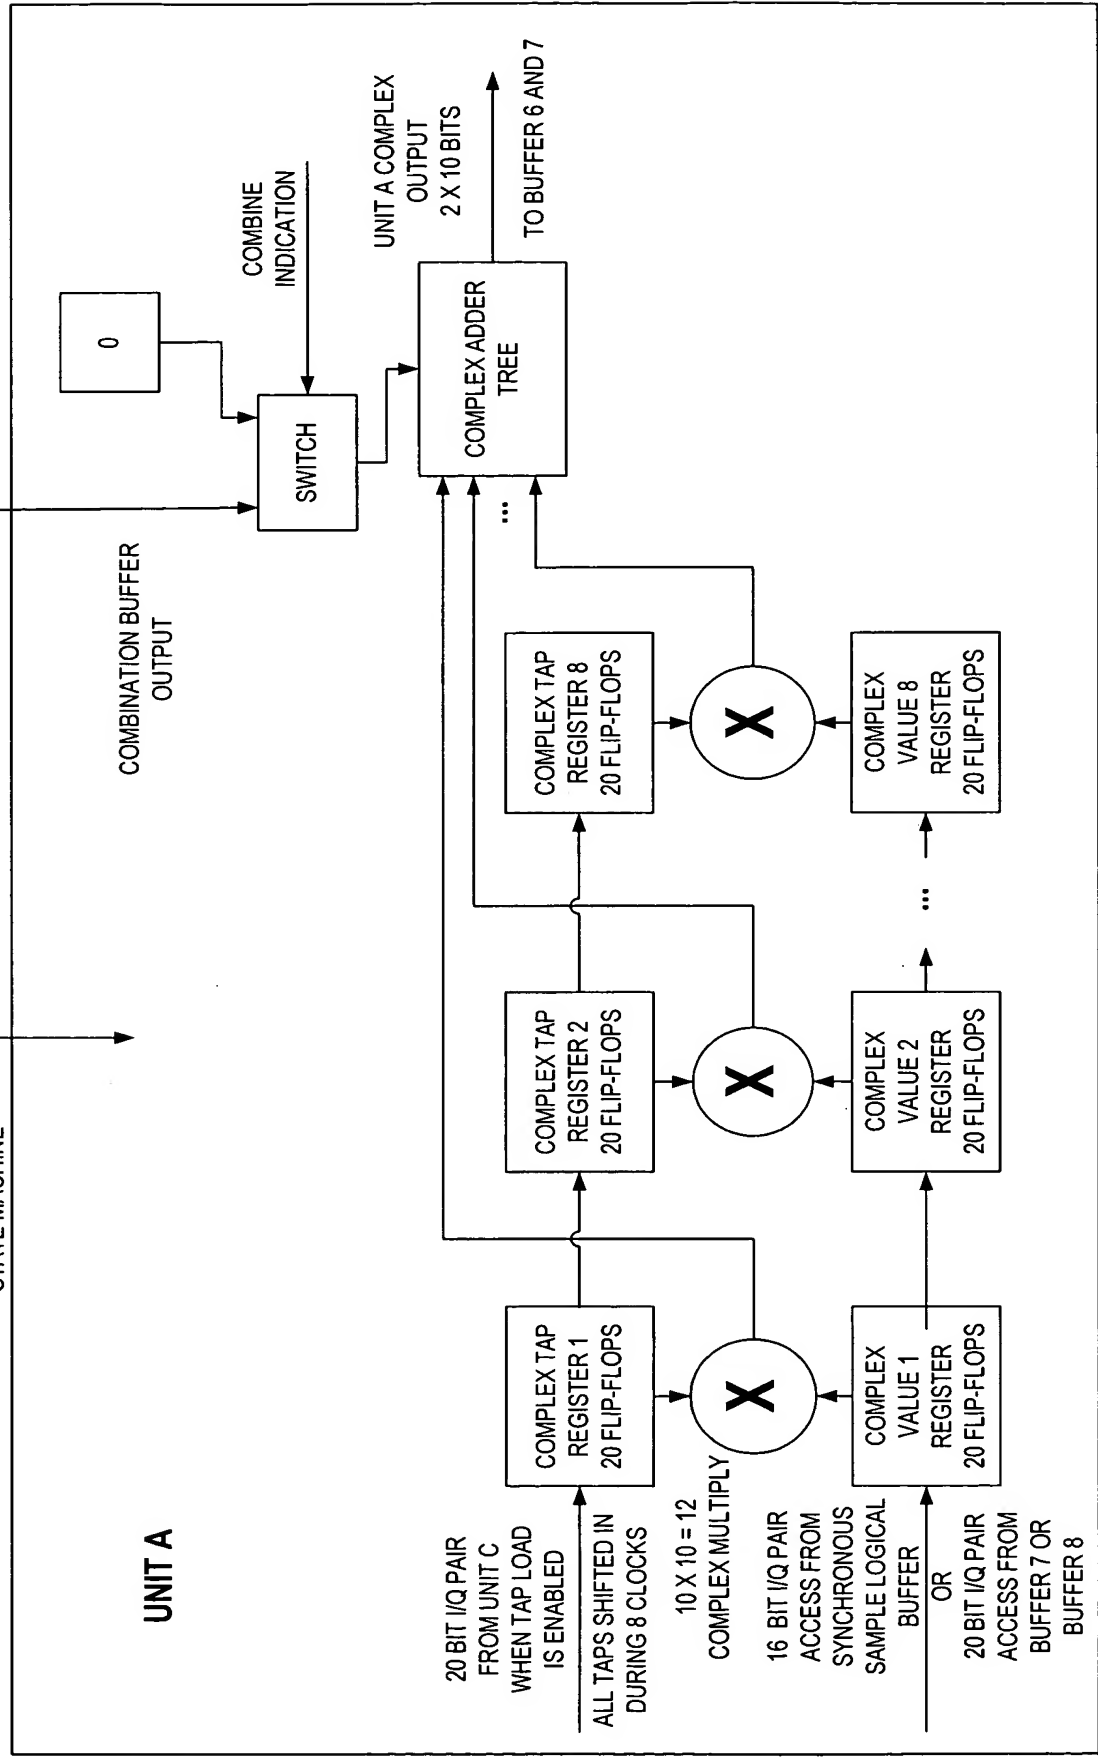 UNIT A
STATE MACHINE
COMBINATION BUFFER
OUTPUT
0
SWITCH
COMBINE
INDICATION
COMPLEX ADDER
TREE
UNIT A COMPLEX
OUTPUT
2 X 10 BITS
TO BUFFER 6 AND 7
20 BIT I/Q PAIR
FROM UNIT C
WHEN TAP LOAD
IS ENABLED
ALL TAPS SHIFTED IN
DURING 8 CLOCKS
COMPLEX TAP
REGISTER 1
20 FLIP-FLOPS
COMPLEX TAP
REGISTER 2
20 FLIP-FLOPS
COMPLEX TAP
REGISTER 8
20 FLIP-FLOPS
...
10 X 10 = 12
COMPLEX MULTIPLY
X
X
X
16 BIT I/Q PAIR
ACCESS FROM
SYNCHRONOUS
SAMPLE LOGICAL
BUFFER
OR
20 BIT I/Q PAIR
ACCESS FROM
BUFFER 7 OR
BUFFER 8
COMPLEX
VALUE 1
REGISTER
20 FLIP-FLOPS
COMPLEX
VALUE 2
REGISTER
20 FLIP-FLOPS
...
COMPLEX
VALUE 8
REGISTER
20 FLIP-FLOPS